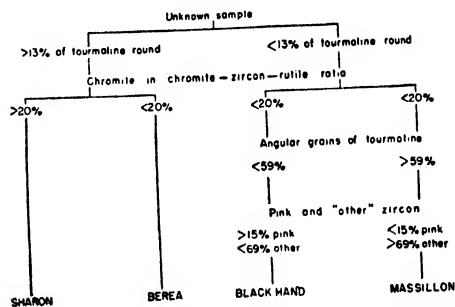 Unknown sample
>13% of tourmaline round <13% of tourmaline round
Chromite in chromite-zircon-rutile ratio
>20% <20% <20% <20%
Angular grains of tourmoline
<59% >59%
Pink and "other" zircon
>15% pink <15% pink
<69% other >69% other
SHARON BEREA BLACK HAND MASSILLON